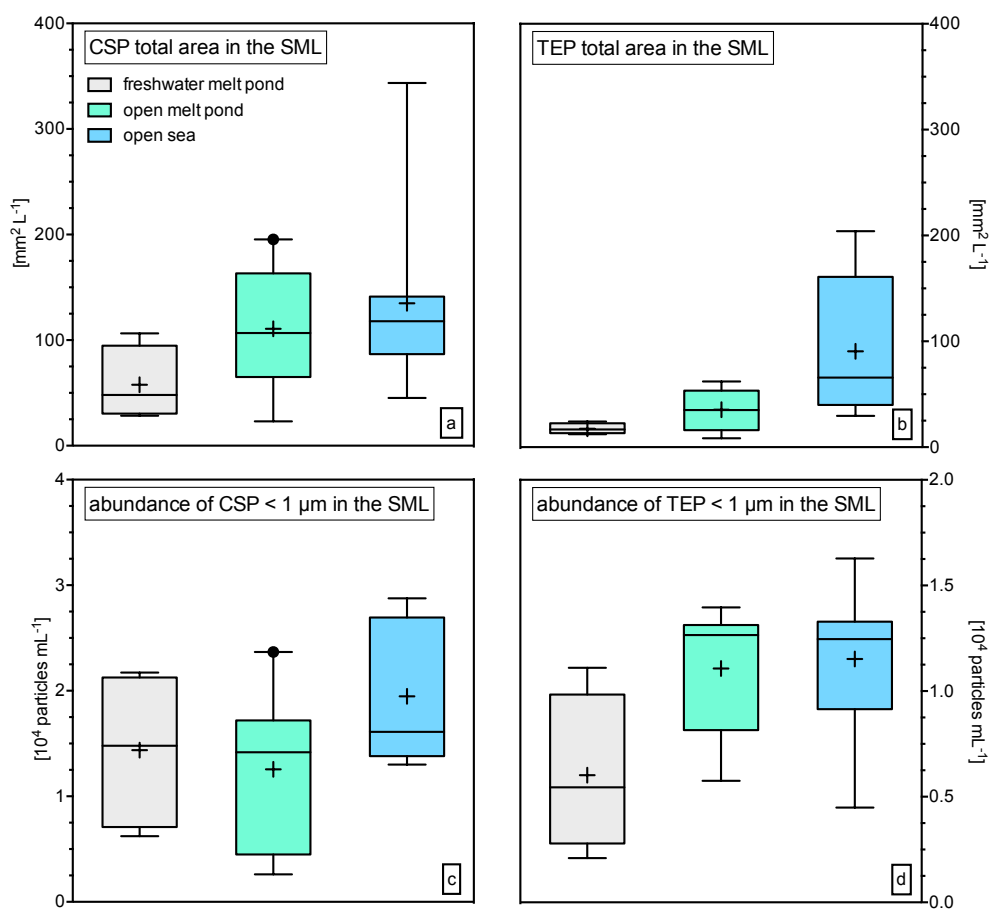 CSP total area in the SML
freshwater melt pond
open melt pond
open sea
400
300
200
100
0
[mm² L⁻¹]
a
TEP total area in the SML
400
300
200
100
0
[mm² L⁻¹]
b
abundance of CSP < 1 µm in the SML
4
3
2
1
0
[10⁴ particles mL⁻¹]
c
abundance of TEP < 1 µm in the SML
2.0
1.5
1.0
0.5
0.0
[10⁴ particles mL⁻¹]
d